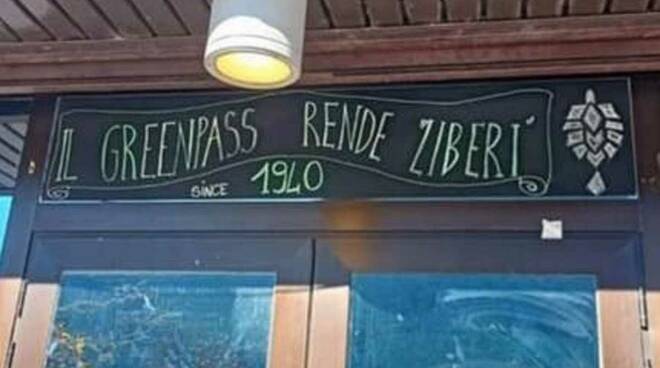 IL GREENPASS RENDE "ZIBERI"
SINCE 1940